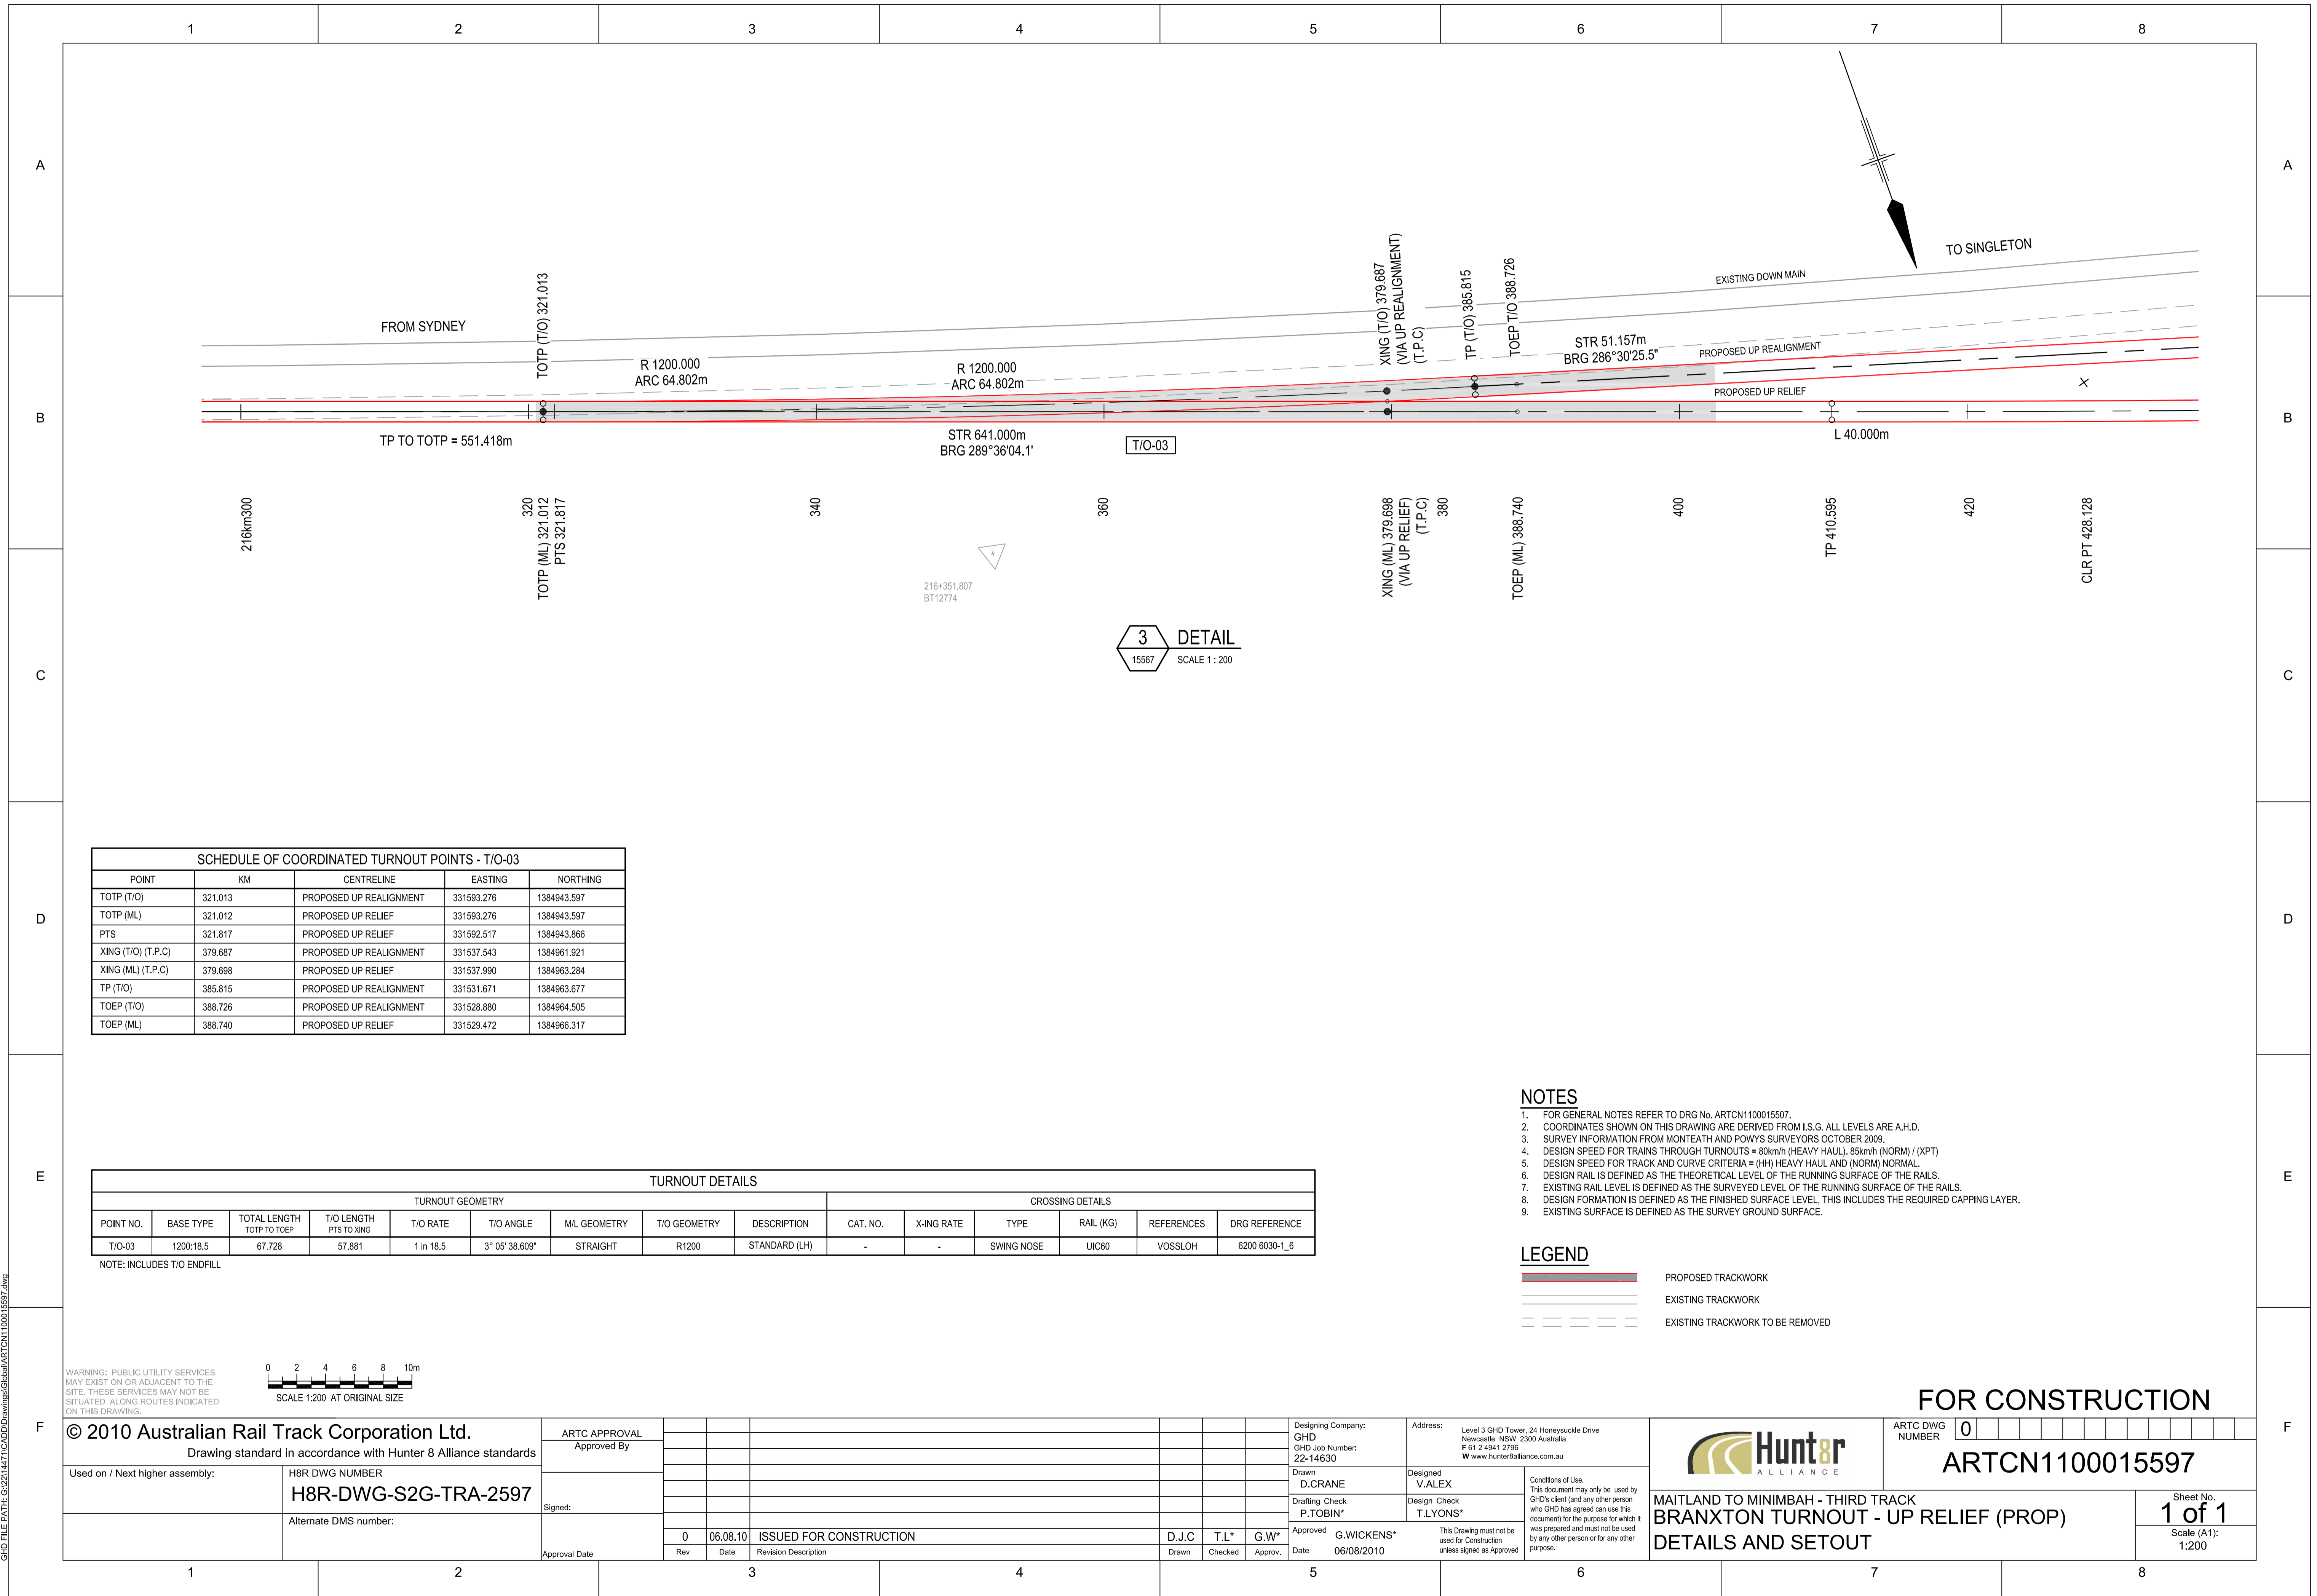 1 2 3 4 5 6 7 8
A
A
B
B
C
C
D
D
E
E
F
F
TO SINGLETON
EXISTING DOWN MAIN
FROM SYDNEY
TOTP (T/O) 321.013
R 1200.000
ARC 64.802m
R 1200.000
ARC 64.802m
XING (T/O) 379.687
(VIA UP REALIGNMENT)
(T.P.C)
TP (T/O) 385.815
TOEP T/O 388.726
STR 51.157m
BRG 286°30'25.5"
PROPOSED UP REALIGNMENT
PROPOSED UP RELIEF
TP TO TOTP = 551.418m
STR 641.000m
BRG 289°36'04.1'
T/O-03
L 40.000m
216km300
320
TOTP (ML) 321.012
PTS 321.817
340
360
XING (ML) 379.698
(VIA UP RELIEF)
(T.P.C)
380
TOEP (ML) 388.740
400
TP 410.595
420
CLR PT 428.128
216+351.807
BT12774
3
15567
DETAIL
SCALE 1 : 200
SCHEDULE OF COORDINATED TURNOUT POINTS - T/O-03
POINT KM CENTRELINE EASTING NORTHING
TOTP (T/O) 321.013 PROPOSED UP REALIGNMENT 331593.276 1384943.597
TOTP (ML) 321.012 PROPOSED UP RELIEF 331593.276 1384943.597
PTS 321.817 PROPOSED UP RELIEF 331592.517 1384943.866
XING (T/O) (T.P.C) 379.687 PROPOSED UP REALIGNMENT 331537.543 1384961.921
XING (ML) (T.P.C) 379.698 PROPOSED UP RELIEF 331537.990 1384963.284
TP (T/O) 385.815 PROPOSED UP REALIGNMENT 331531.671 1384963.677
TOEP (T/O) 388.726 PROPOSED UP REALIGNMENT 331528.880 1384964.505
TOEP (ML) 388.740 PROPOSED UP RELIEF 331529.472 1384966.317
TURNOUT DETAILS
TURNOUT GEOMETRY CROSSING DETAILS
POINT NO. BASE TYPE TOTAL LENGTH TOTP TO TOEP T/O LENGTH PTS TO XING T/O RATE T/O ANGLE M/L GEOMETRY T/O GEOMETRY DESCRIPTION CAT. NO. X-ING RATE TYPE RAIL (KG) REFERENCES DRG REFERENCE
T/O-03 1200:18.5 67.728 57.881 1 in 18.5 3° 05' 38.609" STRAIGHT R1200 STANDARD (LH) - - SWING NOSE UIC60 VOSSLOH 6200 6030-1_6
NOTE: INCLUDES T/O ENDFILL
NOTES
1. FOR GENERAL NOTES REFER TO DRG No. ARTCN1100015507.
2. COORDINATES SHOWN ON THIS DRAWING ARE DERIVED FROM I.S.G. ALL LEVELS ARE A.H.D.
3. SURVEY INFORMATION FROM MONTEATH AND POWYS SURVEYORS OCTOBER 2009.
4. DESIGN SPEED FOR TRAINS THROUGH TURNOUTS = 80km/h (HEAVY HAUL). 85km/h (NORM) / (XPT)
5. DESIGN SPEED FOR TRACK AND CURVE CRITERIA = (HH) HEAVY HAUL AND (NORM) NORMAL.
6. DESIGN RAIL IS DEFINED AS THE THEORETICAL LEVEL OF THE RUNNING SURFACE OF THE RAILS.
7. EXISTING RAIL LEVEL IS DEFINED AS THE SURVEYED LEVEL OF THE RUNNING SURFACE OF THE RAILS.
8. DESIGN FORMATION IS DEFINED AS THE FINISHED SURFACE LEVEL, THIS INCLUDES THE REQUIRED CAPPING LAYER.
9. EXISTING SURFACE IS DEFINED AS THE SURVEY GROUND SURFACE.
LEGEND
PROPOSED TRACKWORK
EXISTING TRACKWORK
EXISTING TRACKWORK TO BE REMOVED
WARNING: PUBLIC UTILITY SERVICES
MAY EXIST ON OR ADJACENT TO THE
SITE, THESE SERVICES MAY NOT BE
SITUATED ALONG ROUTES INDICATED
ON THIS DRAWING.
0 2 4 6 8 10m
SCALE 1:200 AT ORIGINAL SIZE
FOR CONSTRUCTION
© 2010 Australian Rail Track Corporation Ltd.
Drawing standard in accordance with Hunter 8 Alliance standards
Used on / Next higher assembly:
H8R DWG NUMBER
H8R-DWG-S2G-TRA-2597
Alternate DMS number:
ARTC APPROVAL
Approved By
Signed:
Approval Date
0 06.08.10 ISSUED FOR CONSTRUCTION D.J.C T.L* G.W*
Rev Date Revision Description Drawn Checked Approv.
Designing Company:
GHD
GHD Job Number:
22-14630
Address:
Level 3 GHD Tower, 24 Honeysuckle Drive
Newcastle NSW 2300 Australia
F 61 2 4941 2796
W www.hunter8alliance.com.au
Drawn
D.CRANE
Designed
V.ALEX
Drafting Check
P.TOBIN*
Design Check
T.LYONS*
Approved G.WICKENS*
Date 06/08/2010
This Drawing must not be
used for Construction
unless signed as Approved
Conditions of Use.
This document may only be used by
GHD's client (and any other person
who GHD has agreed can use this
document) for the purpose for which it
was prepared and must not be used
by any other person or for any other
purpose.
Hunt8r
ALLIANCE
ARTC DWG
NUMBER
0
ARTCN1100015597
MAITLAND TO MINIMBAH - THIRD TRACK
BRANXTON TURNOUT - UP RELIEF (PROP)
DETAILS AND SETOUT
Sheet No.
1 of 1
Scale (A1):
1:200
GHD FILE PATH: G:\22\14471\CADD\Drawings\Global\ARTCN1100015597.dwg
1 2 3 4 5 6 7 8